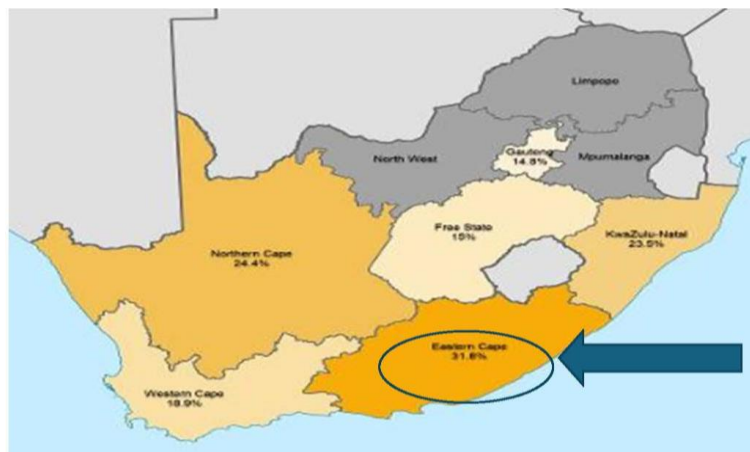 Limpopo
North West
Gauteng
14.8%
Mpumalanga
Free State
15%
KwaZulu-Natal
23.5%
Northern Cape
24.4%
Eastern Cape
31.6%
Western Cape
18.9%